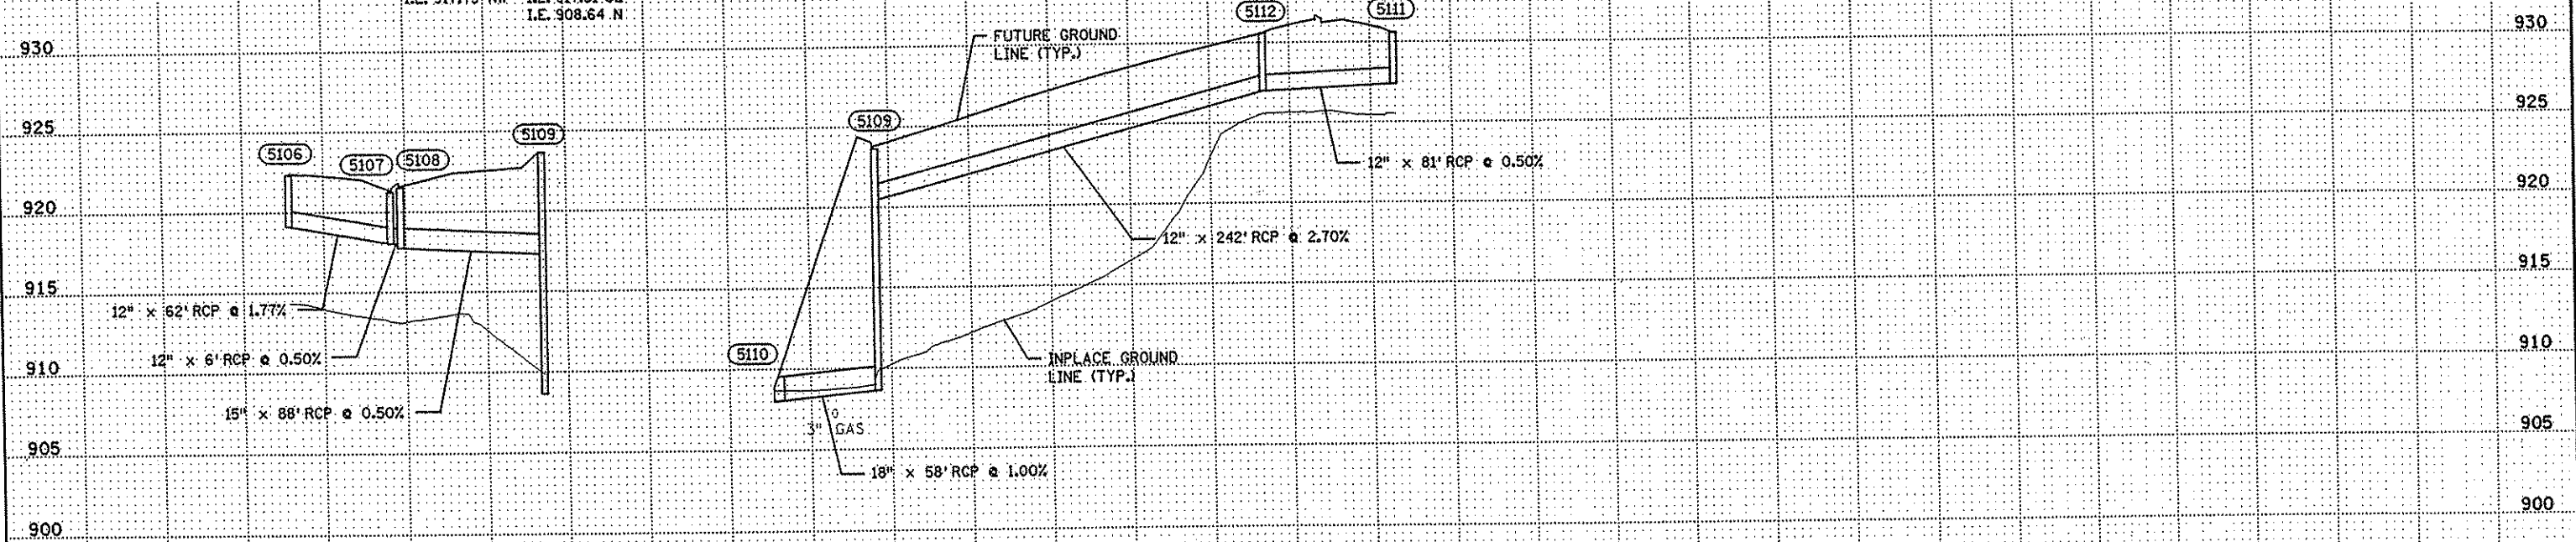 I.E. 908.64 N
5112
5111
930
FUTURE GROUND
LINE (TYP.)
930
925
5109
5109
925
5106
5107
5108
12" x 81' RCP @ 0.50%
920
920
12" x 242' RCP @ 2.70%
915
915
12" x 62' RCP @ 1.77%
12" x 6' RCP @ 0.50%
5110
INPLACE GROUND
LINE (TYP.)
910
910
15" x 88' RCP @ 0.50%
3" GAS
905
905
18" x 58' RCP @ 1.00%
900
900